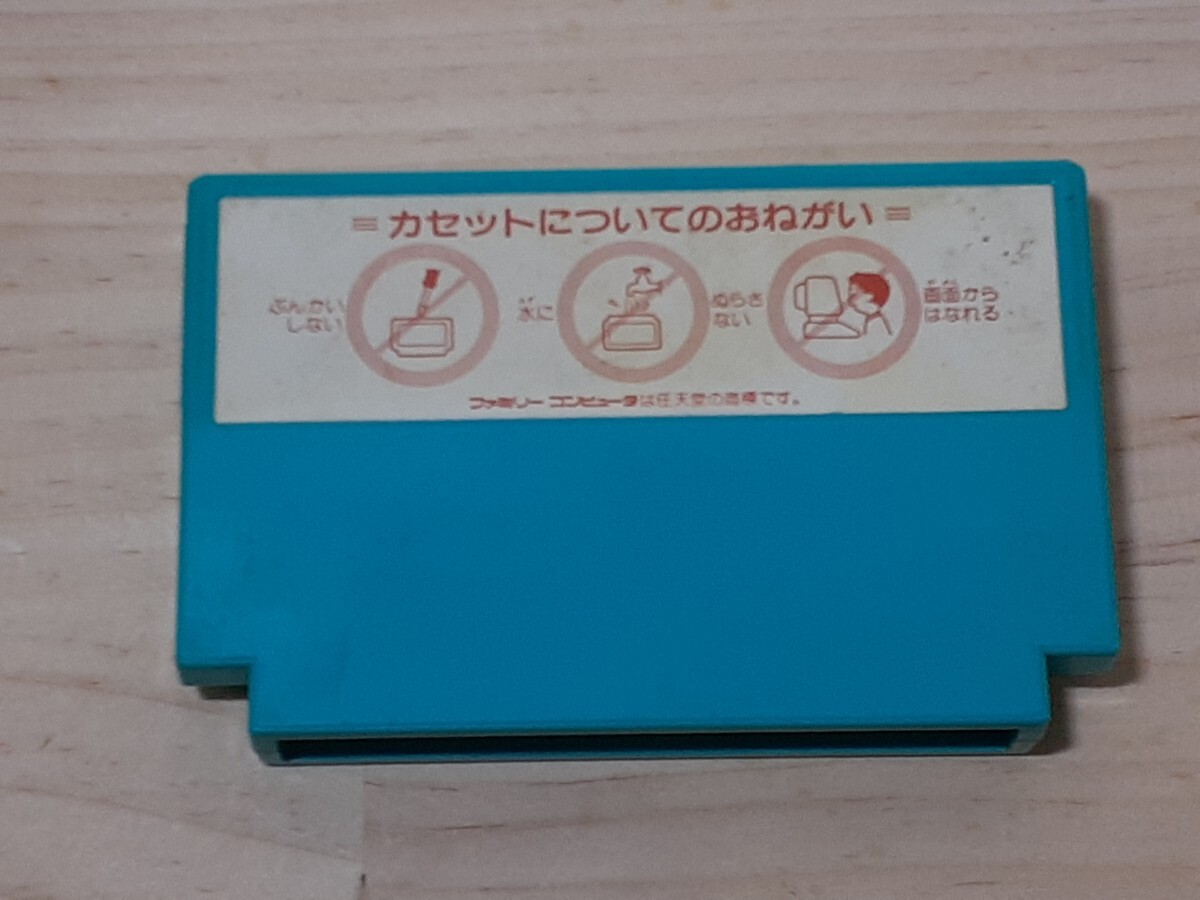 カセットについてのおねがい
ぶんかい
しない
水に
ぬらさ
ない
画面から
はなれる
ファミリー コンピュータは任天堂の商標です。